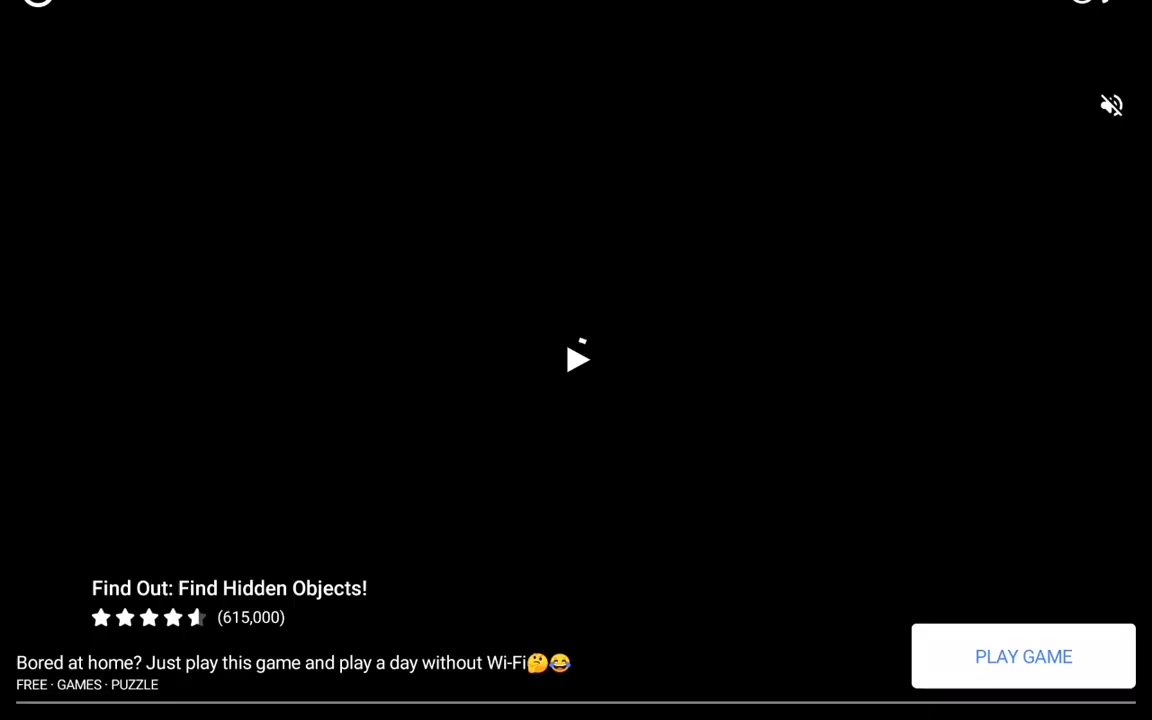 Find Out: Find Hidden Objects!
(615,000)
Bored at home? Just play this game and play a day without Wi-Fi🤔😂
FREE · GAMES · PUZZLE
PLAY GAME